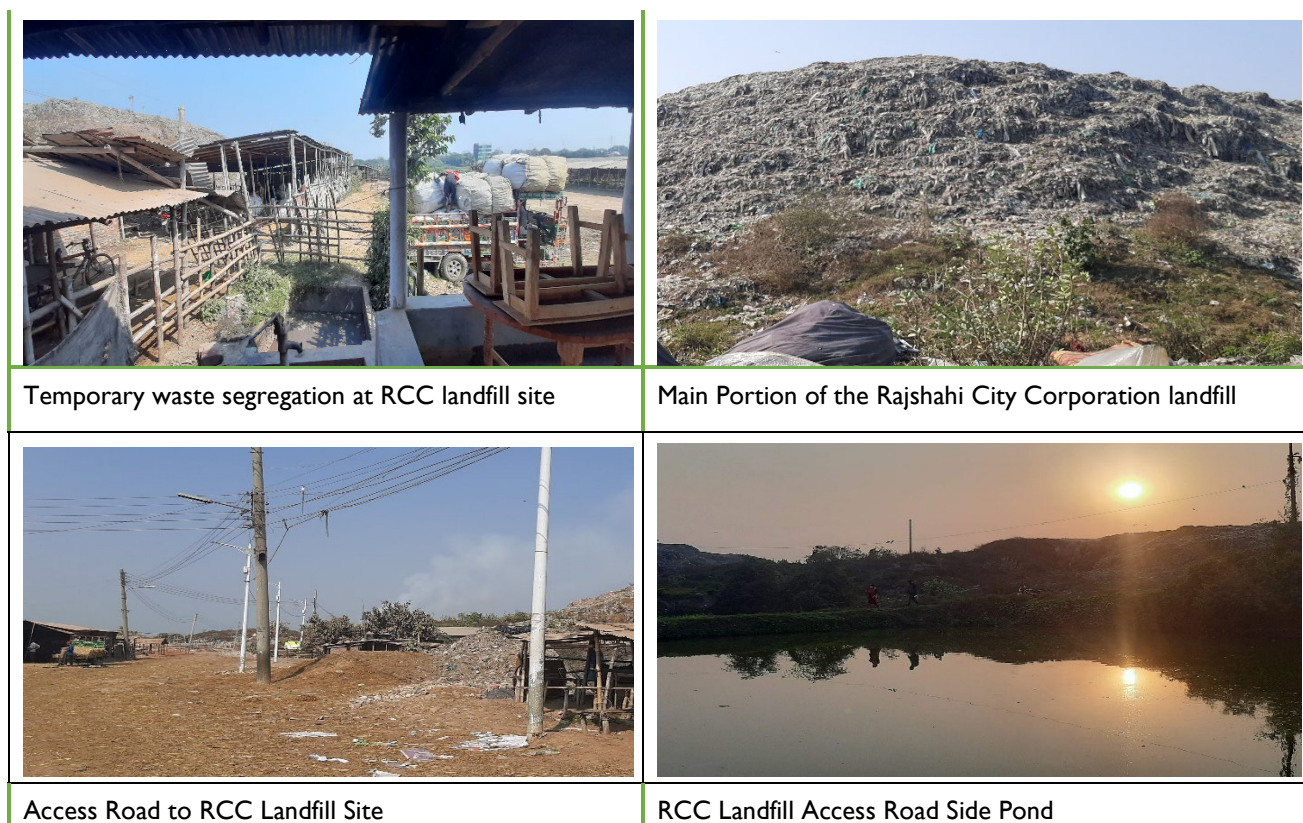 Temporary waste segregation at RCC landfill site
Main Portion of the Rajshahi City Corporation landfill
Access Road to RCC Landfill Site
RCC Landfill Access Road Side Pond